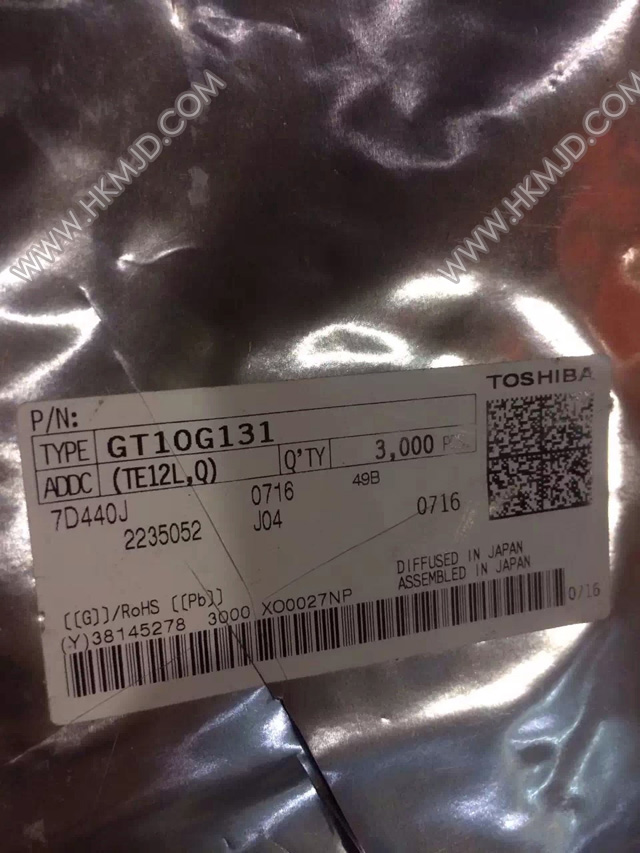 WWW.HKMJD.COM
WWW.HKMJD.COM
TOSHIBA
P/N:
TYPE GT10G131
ADDC (TE12L,Q) Q'TY 3,000
7D440J 0716 49B
2235052 J04 0716
[[G]]/RoHS [[Pb]]
DIFFUSED IN JAPAN
ASSEMBLED IN JAPAN
(Y)38145278 3000 XO0027NP
0716